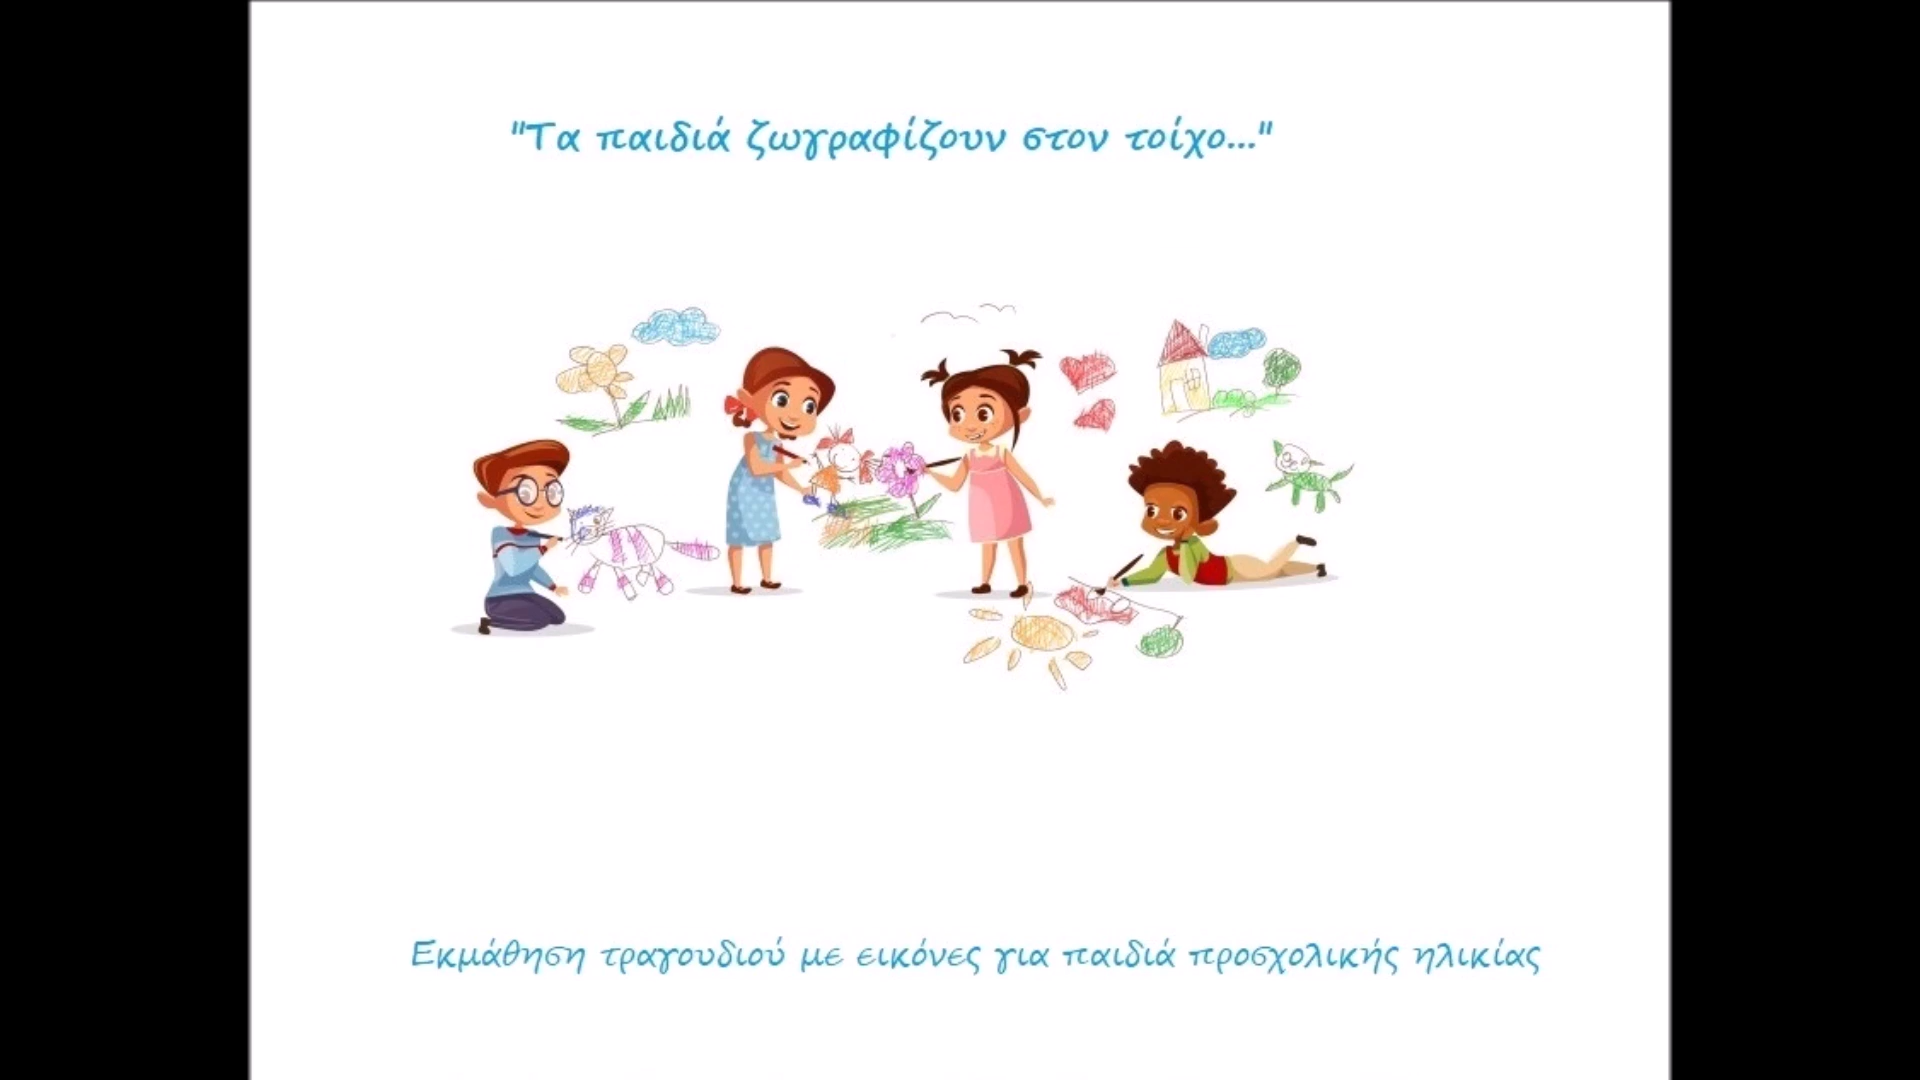 "Τα παιδιά ζωγραφίζουν στον τοίχο..."
Εκμάθηση τραγουδιού με εικόνες για παιδιά προσχολικής ηλικίας